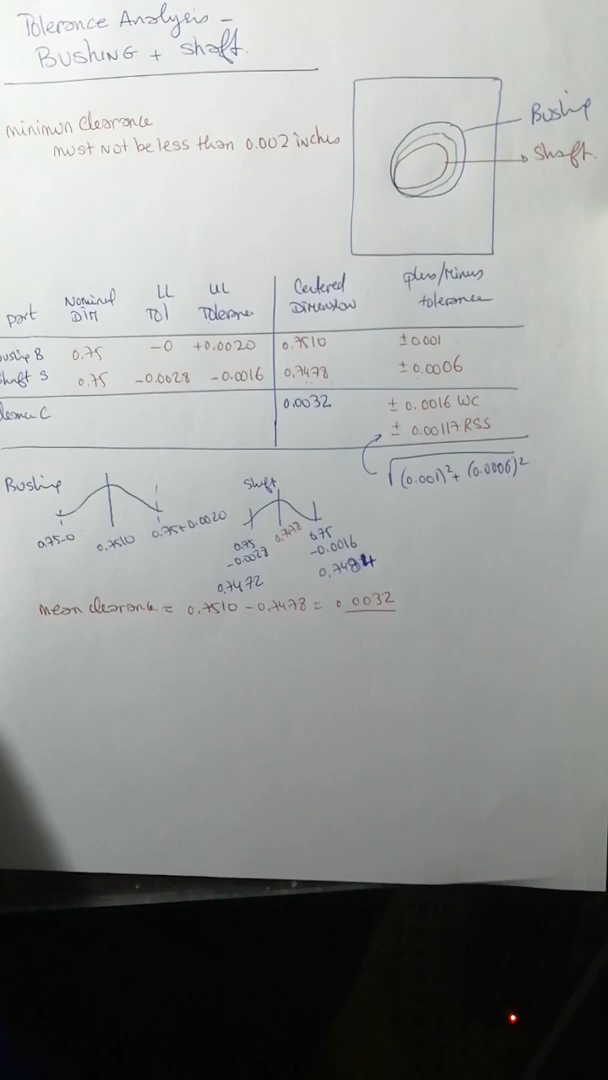 Tolerance Analysis -
BUSHING + Shaft.
minimum clearance
must not be less than 0.002 inches
Bushing
Shaft.
part Nominal DIM LL Tol UL Tolerance Centered Dimension plus/minus tolerance
ushing B 0.75 -0 +0.0020 0.7510 ±0.001
shaft S 0.75 -0.0028 -0.0016 0.7478 ±0.0006
learance C 0.0032 ± 0.0016 WC
± 0.00117 RSS
√(0.001)² + (0.0006)²
Bushing
Shaft
0.75-0 0.7510 0.75+0.0020
0.75 -0.0028 0.7478 0.75 -0.0016
0.7472 0.7484
mean clearance = 0.7510 - 0.7478 = 0.0032